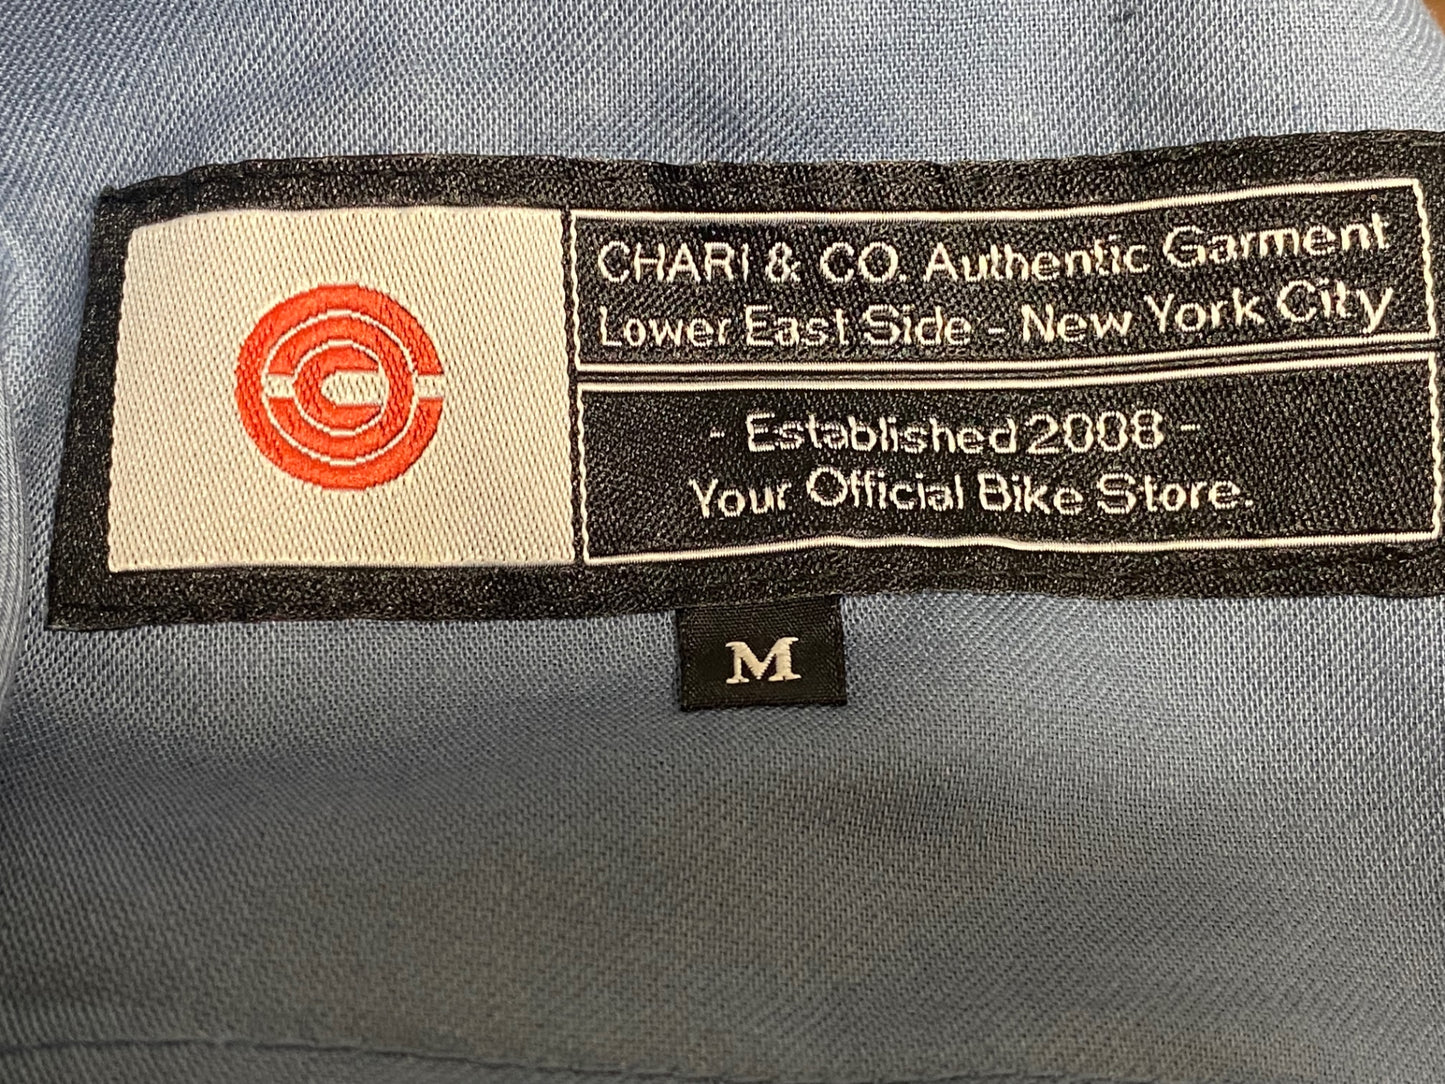 CHARI & CO. Authentic Garment
Lower East Side - New York City
- Established 2008 -
Your Official Bike Store.
M